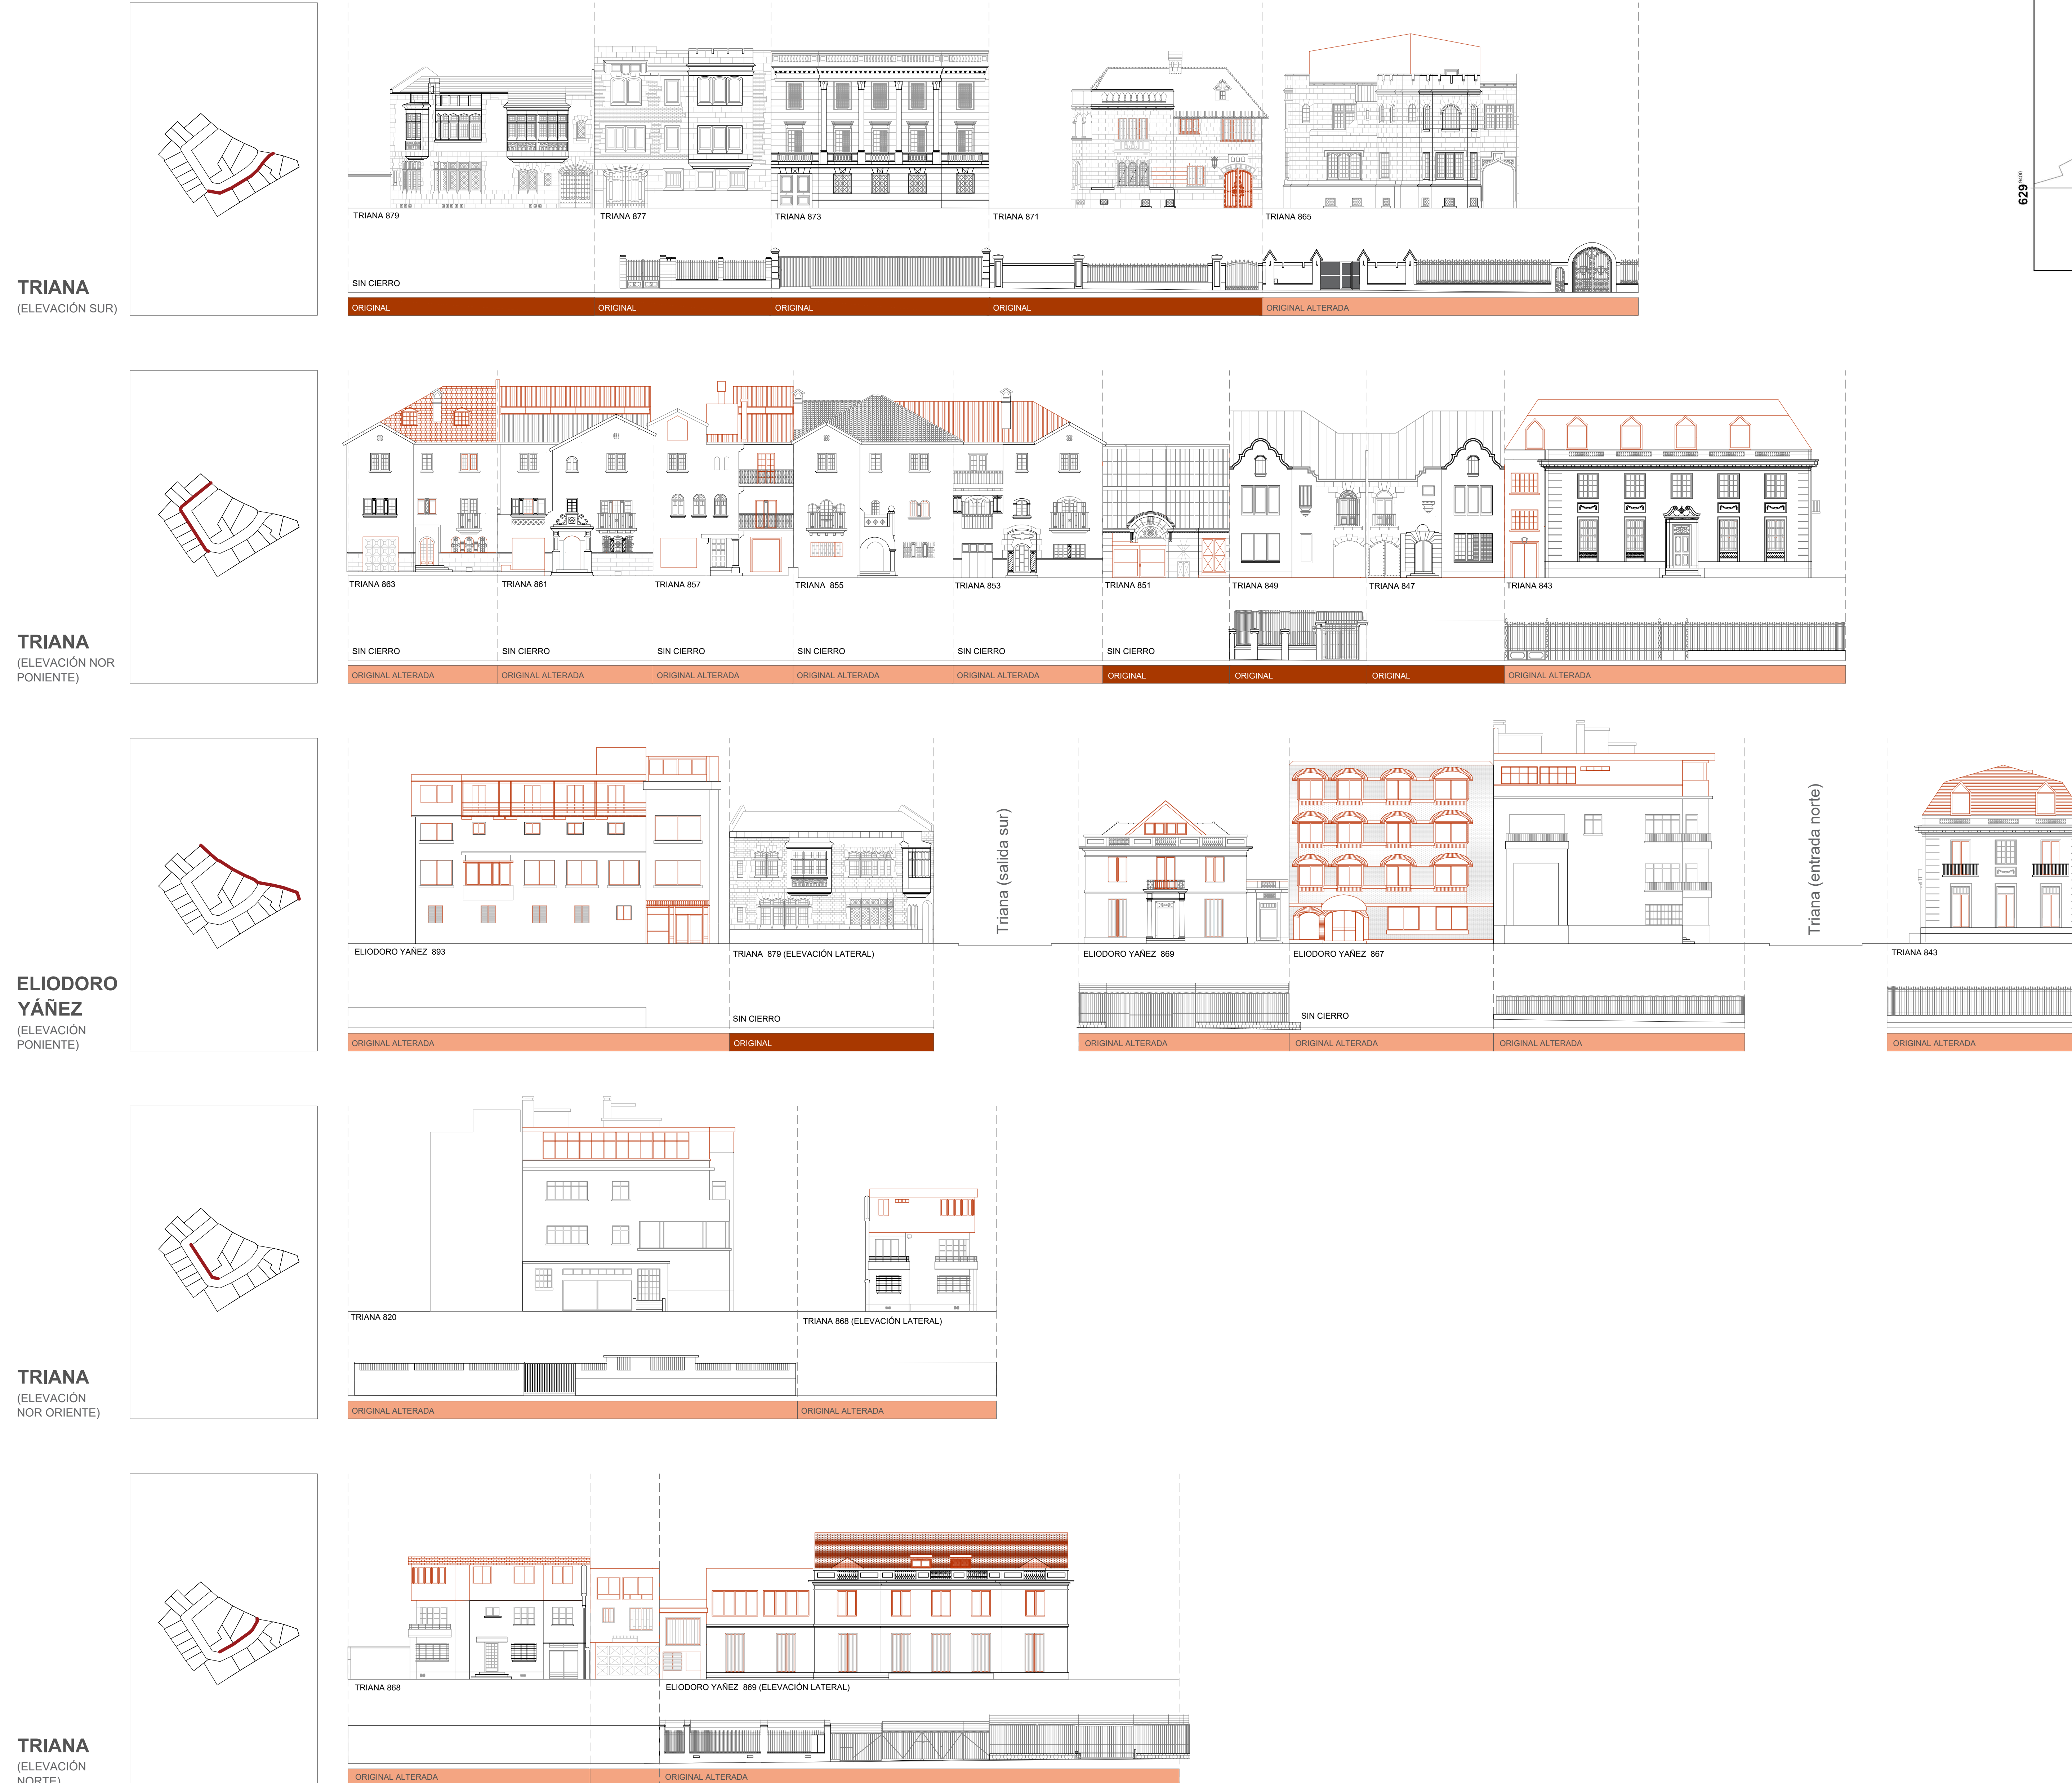 TRIANA 879
TRIANA 877
TRIANA 873
TRIANA 871
TRIANA 865
629 9400
SIN CIERRO
TRIANA
(ELEVACIÓN SUR)
ORIGINAL
ORIGINAL
ORIGINAL
ORIGINAL
ORIGINAL ALTERADA
TRIANA 863
TRIANA 861
TRIANA 857
TRIANA 855
TRIANA 853
TRIANA 851
TRIANA 849
TRIANA 847
TRIANA 843
TRIANA
(ELEVACIÓN NOR
PONIENTE)
SIN CIERRO
SIN CIERRO
SIN CIERRO
SIN CIERRO
SIN CIERRO
SIN CIERRO
ORIGINAL ALTERADA
ORIGINAL ALTERADA
ORIGINAL ALTERADA
ORIGINAL ALTERADA
ORIGINAL ALTERADA
ORIGINAL
ORIGINAL
ORIGINAL
ORIGINAL ALTERADA
Triana (salida sur)
Triana (entrada norte)
ELIODORO YAÑEZ 893
TRIANA 879 (ELEVACIÓN LATERAL)
ELIODORO YAÑEZ 869
ELIODORO YAÑEZ 867
TRIANA 843
ELIODORO
YÁÑEZ
(ELEVACIÓN
PONIENTE)
SIN CIERRO
SIN CIERRO
ORIGINAL ALTERADA
ORIGINAL
ORIGINAL ALTERADA
ORIGINAL ALTERADA
ORIGINAL ALTERADA
ORIGINAL ALTERADA
TRIANA 820
TRIANA 868 (ELEVACIÓN LATERAL)
TRIANA
(ELEVACIÓN
NOR ORIENTE)
ORIGINAL ALTERADA
ORIGINAL ALTERADA
TRIANA 868
ELIODORO YAÑEZ 869 (ELEVACIÓN LATERAL)
TRIANA
(ELEVACIÓN
NORTE)
ORIGINAL ALTERADA
ORIGINAL ALTERADA